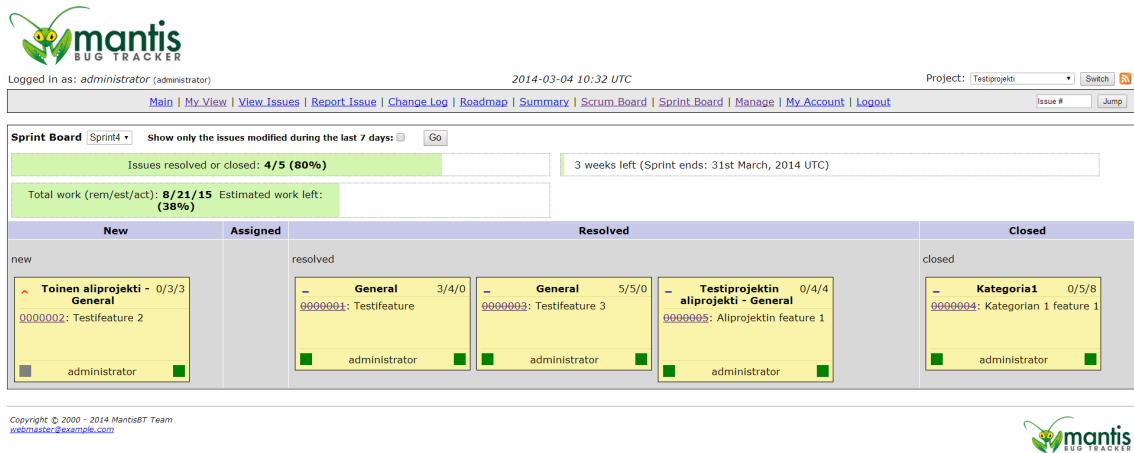 mantis
BUG TRACKER
Logged in as: administrator (administrator) 2014-03-04 10:32 UTC Project: Testiprojekti Switch
Main | My View | View Issues | Report Issue | Change Log | Roadmap | Summary | Scrum Board | Sprint Board | Manage | My Account | Logout Issue # Jump
Sprint Board Sprint4 Show only the issues modified during the last 7 days: Go
Issues resolved or closed: 4/5 (80%) 3 weeks left (Sprint ends: 31st March, 2014 UTC)
Total work (rem/est/act): 8/21/15 Estimated work left:
(38%)
New Assigned Resolved Closed
new resolved closed
Toinen aliprojekti - General 0/3/3
0000002: Testifeature 2
administrator
General 3/4/0
0000001: Testifeature
administrator
General 5/5/0
0000003: Testifeature 3
administrator
Testiprojektin aliprojekti - General 0/4/4
0000005: Aliprojektin feature 1
administrator
Kategoria1 0/5/8
0000004: Kategorian 1 feature 1
administrator
Copyright © 2000 - 2014 MantisBT Team
webmaster@example.com
mantis
BUG TRACKER